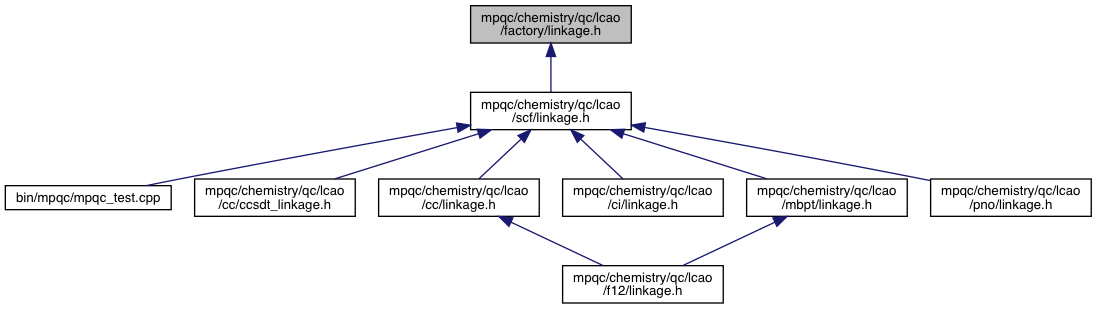 mpqc/chemistry/qc/lcao
/factory/linkage.h
mpqc/chemistry/qc/lcao
/scf/linkage.h
bin/mpqc/mpqc_test.cpp
mpqc/chemistry/qc/lcao
/cc/ccsdt_linkage.h
mpqc/chemistry/qc/lcao
/cc/linkage.h
mpqc/chemistry/qc/lcao
/ci/linkage.h
mpqc/chemistry/qc/lcao
/mbpt/linkage.h
mpqc/chemistry/qc/lcao
/pno/linkage.h
mpqc/chemistry/qc/lcao
/f12/linkage.h